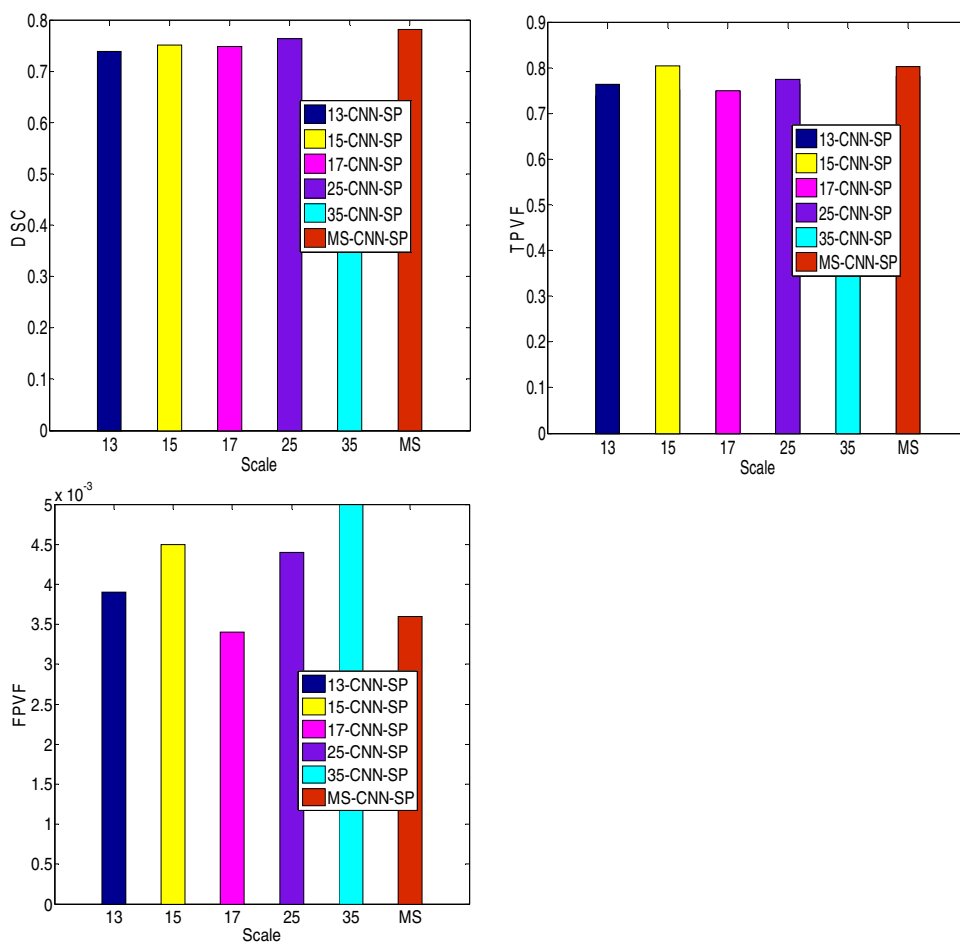 0.8
0.7
0.6
0.5
0.4
0.3
0.2
0.1
0
DSC
13-CNN-SP
15-CNN-SP
17-CNN-SP
25-CNN-SP
35-CNN-SP
MS-CNN-SP
13 15 17 25 35 MS
Scale
0.9
0.8
0.7
0.6
0.5
0.4
0.3
0.2
0.1
0
TPVF
13-CNN-SP
15-CNN-SP
17-CNN-SP
25-CNN-SP
35-CNN-SP
MS-CNN-SP
13 15 17 25 35 MS
Scale
x 10⁻³
5
4.5
4
3.5
3
2.5
2
1.5
1
0.5
0
FPVF
13-CNN-SP
15-CNN-SP
17-CNN-SP
25-CNN-SP
35-CNN-SP
MS-CNN-SP
13 15 17 25 35 MS
Scale